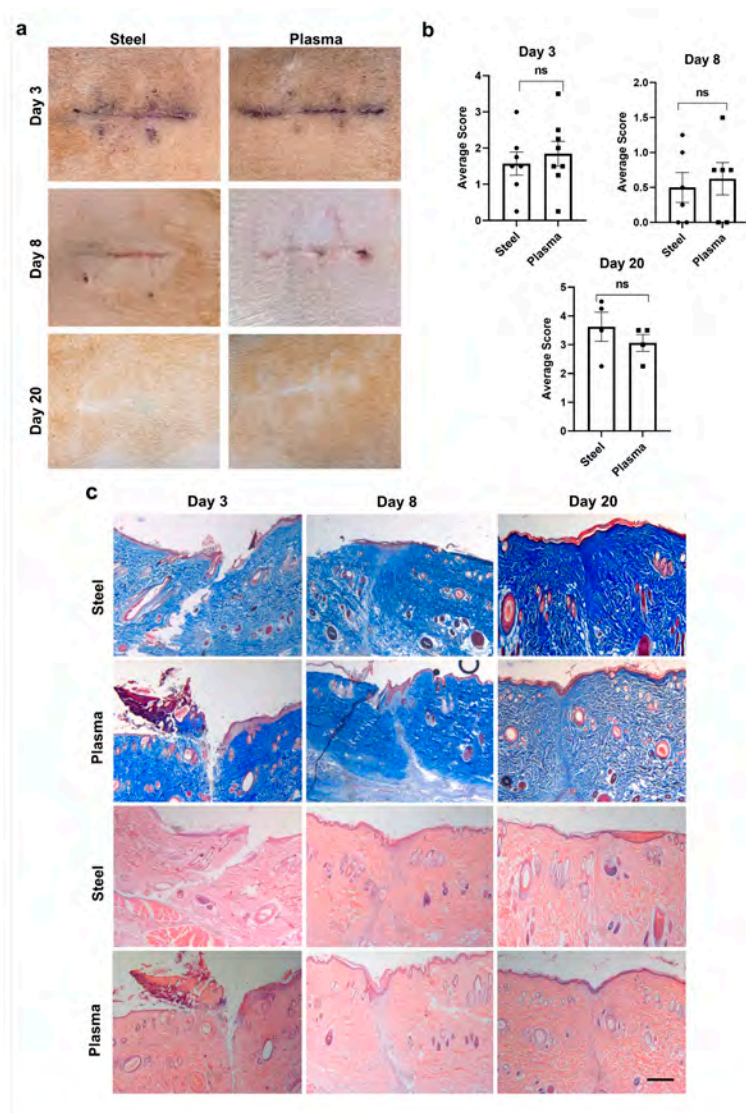 a
Steel Plasma
Day 3
Day 8
Day 20
b
Day 3
ns
Average Score
4
3
2
1
0
Steel
Plasma
Day 8
ns
Average Score
2.0
1.5
1.0
0.5
0.0
Steel
Plasma
Day 20
ns
Average Score
5
4
3
2
1
0
Steel
Plasma
c
Day 3 Day 8 Day 20
Steel
Plasma
Steel
Plasma